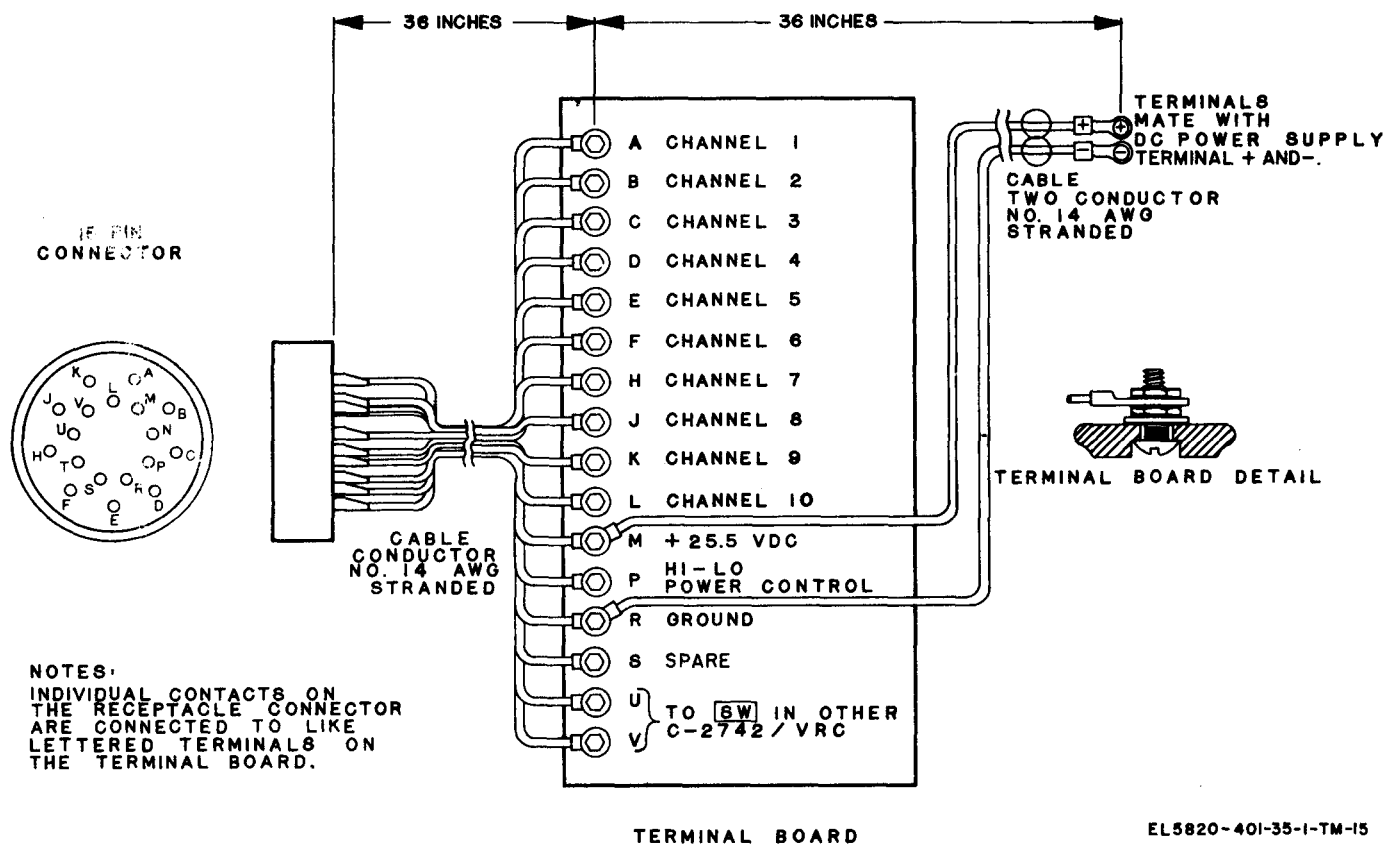 36 INCHES
36 INCHES
TERMINALS
MATE WITH
DC POWER SUPPLY
TERMINAL + AND-.
+ +
- -
CABLE
TWO CONDUCTOR
NO. 14 AWG
STRANDED
A CHANNEL 1
B CHANNEL 2
C CHANNEL 3
D CHANNEL 4
E CHANNEL 5
F CHANNEL 6
H CHANNEL 7
J CHANNEL 8
K CHANNEL 9
L CHANNEL 10
M + 25.5 VDC
P HI-LO
POWER CONTROL
R GROUND
S SPARE
U
V
TO SW IN OTHER
C-2742/VRC
PIN
CONNECTOR
K
A
L
J
V
M
B
U
N
H
T
P
C
S
R
F
E
D
CABLE
CONDUCTOR
NO. 14 AWG
STRANDED
TERMINAL BOARD DETAIL
NOTES:
INDIVIDUAL CONTACTS ON
THE RECEPTACLE CONNECTOR
ARE CONNECTED TO LIKE
LETTERED TERMINALS ON
THE TERMINAL BOARD.
TERMINAL BOARD
EL5820-401-35-1-TM-15